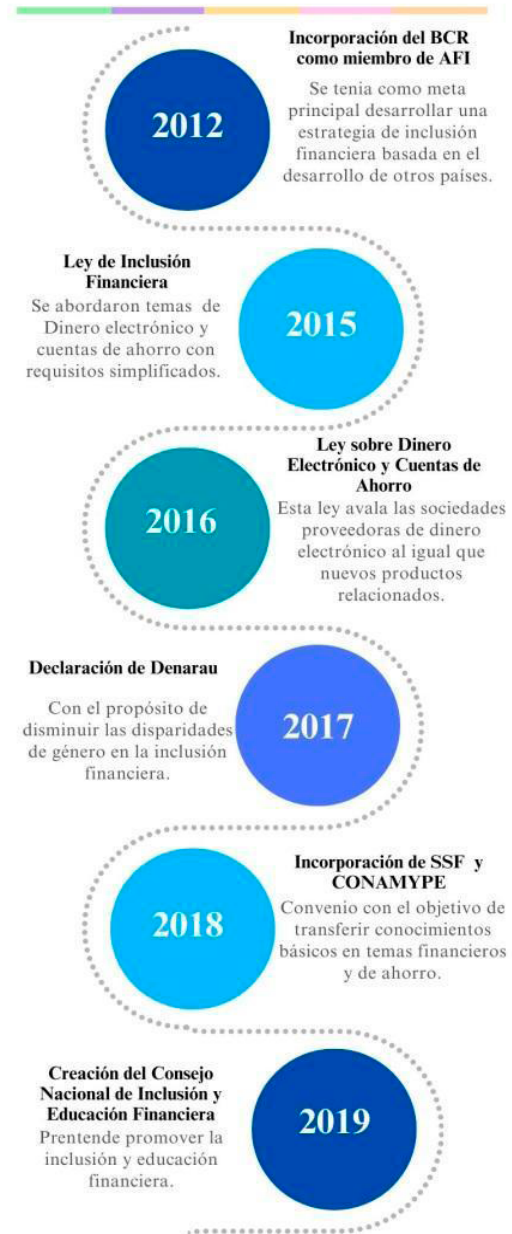 Incorporación del BCR
como miembro de AFI
Se tenia como meta
principal desarrollar una
estrategia de inclusión
financiera basada en el
desarrollo de otros países.
2012
Ley de Inclusión
Financiera
Se abordaron temas de
Dinero electrónico y
cuentas de ahorro con
requisitos simplificados.
2015
Ley sobre Dinero
Electrónico y Cuentas de
Ahorro
Esta ley avala las sociedades
proveedoras de dinero
electrónico al igual que
nuevos productos
relacionados.
2016
Declaración de Denarau
Con el propósito de
disminuir las disparidades
de género en la inclusión
financiera.
2017
Incorporación de SSF y
CONAMYPE
Convenio con el objetivo de
transferir conocimientos
básicos en temas financieros
y de ahorro.
2018
Creación del Consejo
Nacional de Inclusión y
Educación Financiera
Prentende promover la
inclusión y educación
financiera.
2019